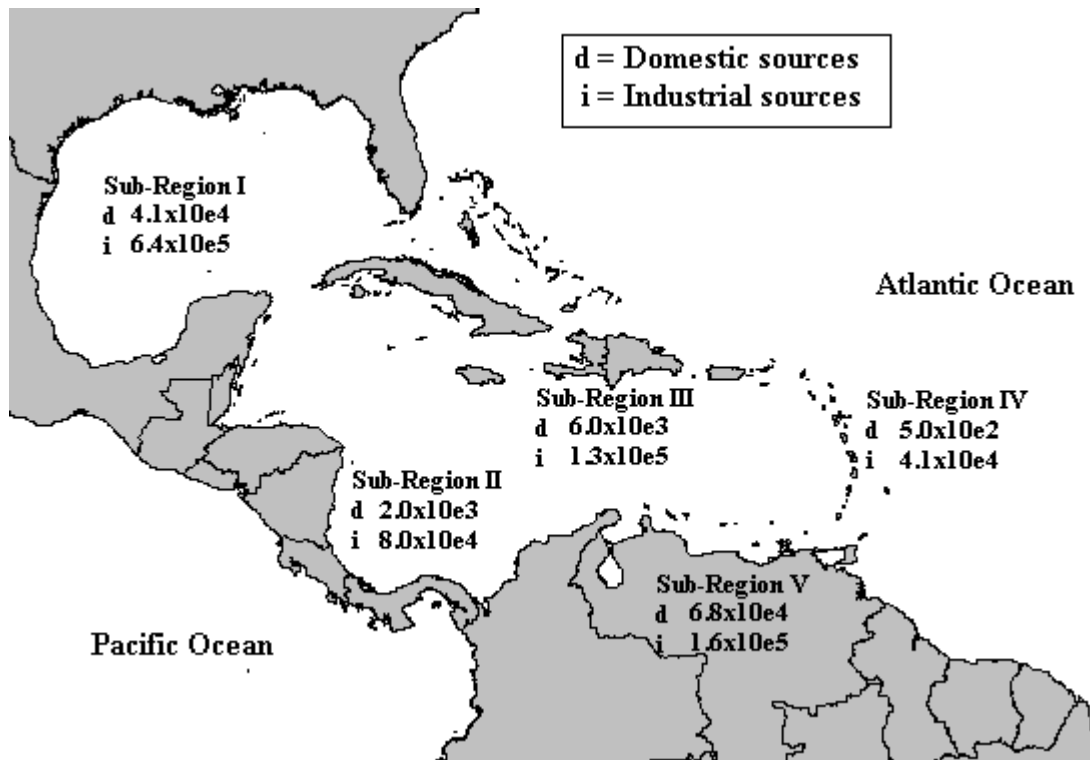 d = Domestic sources
i = Industrial sources
Sub-Region I
d 4.1x10e4
i 6.4x10e5
Atlantic Ocean
Sub-Region III
d 6.0x10e3
i 1.3x10e5
Sub-Region IV
d 5.0x10e2
i 4.1x10e4
Sub-Region II
d 2.0x10e3
i 8.0x10e4
Sub-Region V
d 6.8x10e4
i 1.6x10e5
Pacific Ocean